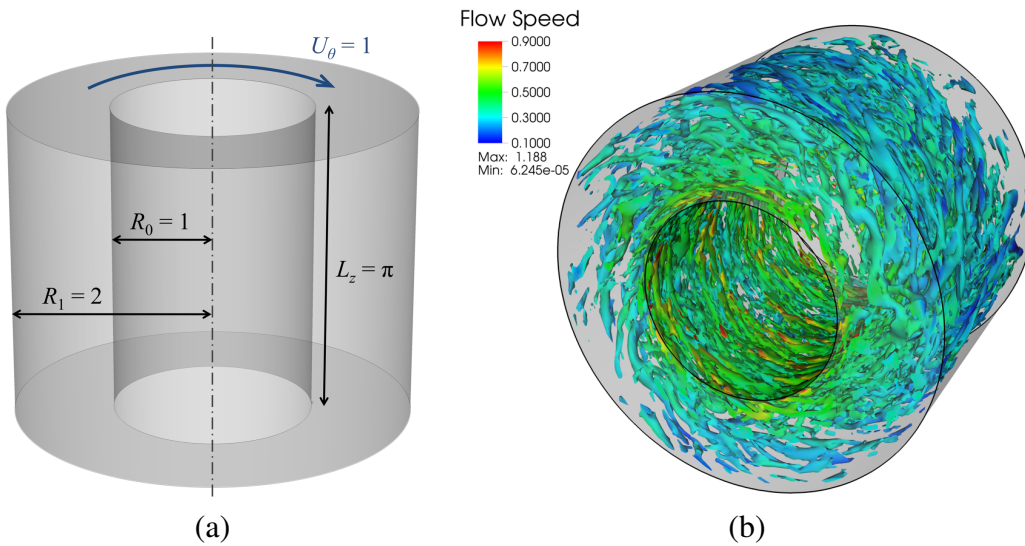 U_θ = 1
R_0 = 1
L_z = π
R_1 = 2
(a)
Flow Speed
0.9000
0.7000
0.5000
0.3000
0.1000
Max: 1.188
Min: 6.245e-05
(b)